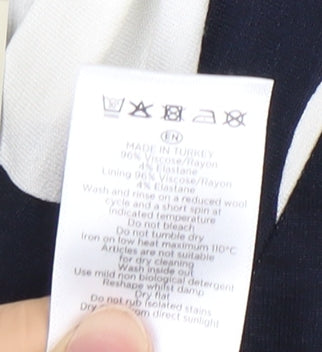 EN
MADE IN TURKEY
96% Viscose/Rayon
4% Elastane
Lining 96% Viscose/Rayon
4% Elastane
Wash and rinse on a reduced wool
cycle and a short spin at
indicated temperature
Do not bleach
Do not tumble dry
Iron on low heat maximum 110°C
Articles are not suitable
for dry cleaning
Wash inside out
Use mild non biological detergent
Reshape whilst damp
Dry flat
Do not rub isolated stains
Dry from direct sunlight